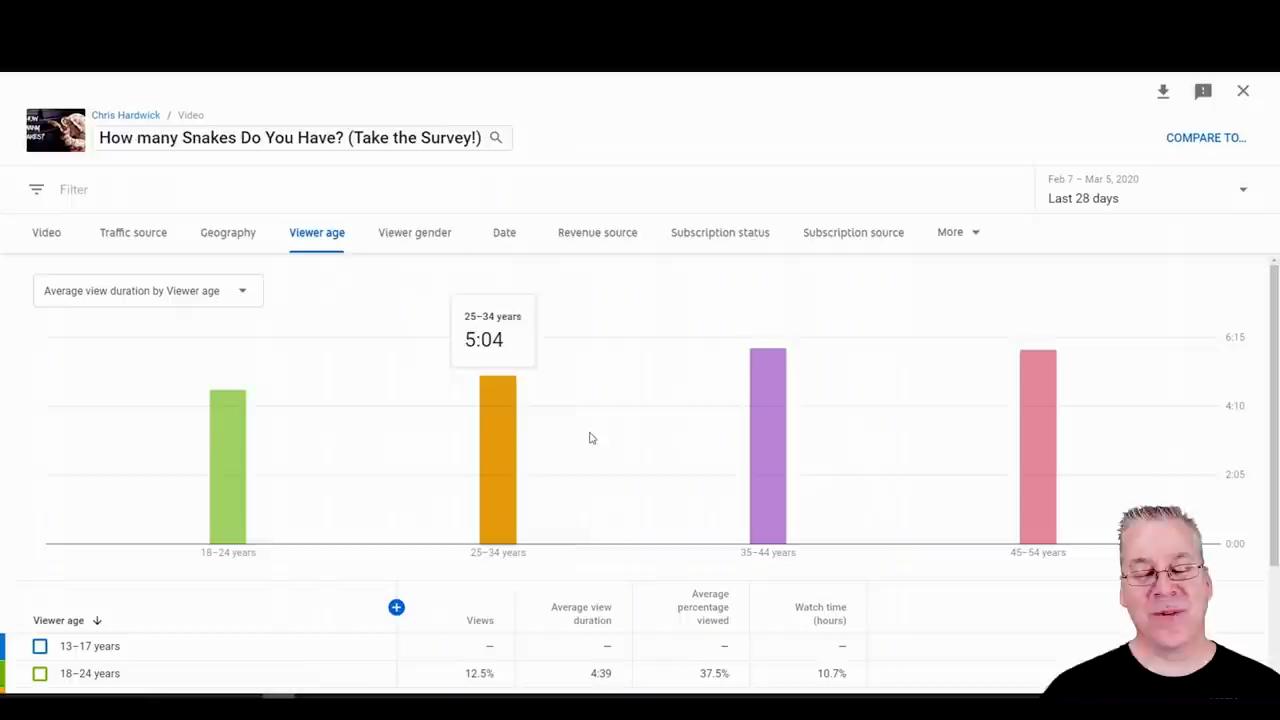 Chris Hardwick / Video
HOW
MANY
SNAKES?
How many Snakes Do You Have? (Take the Survey!)
COMPARE TO...
Filter
Feb 7 – Mar 5, 2020
Last 28 days
Video Traffic source Geography Viewer age Viewer gender Date Revenue source Subscription status Subscription source More
Average view duration by Viewer age
25–34 years
5:04
6:15
4:10
2:05
0:00
18–24 years 25–34 years 35–44 years 45–54 years
Viewer age Views Average view duration Average percentage viewed Watch time (hours)
13–17 years – – – –
18–24 years 12.5% 4:39 37.5% 10.7%